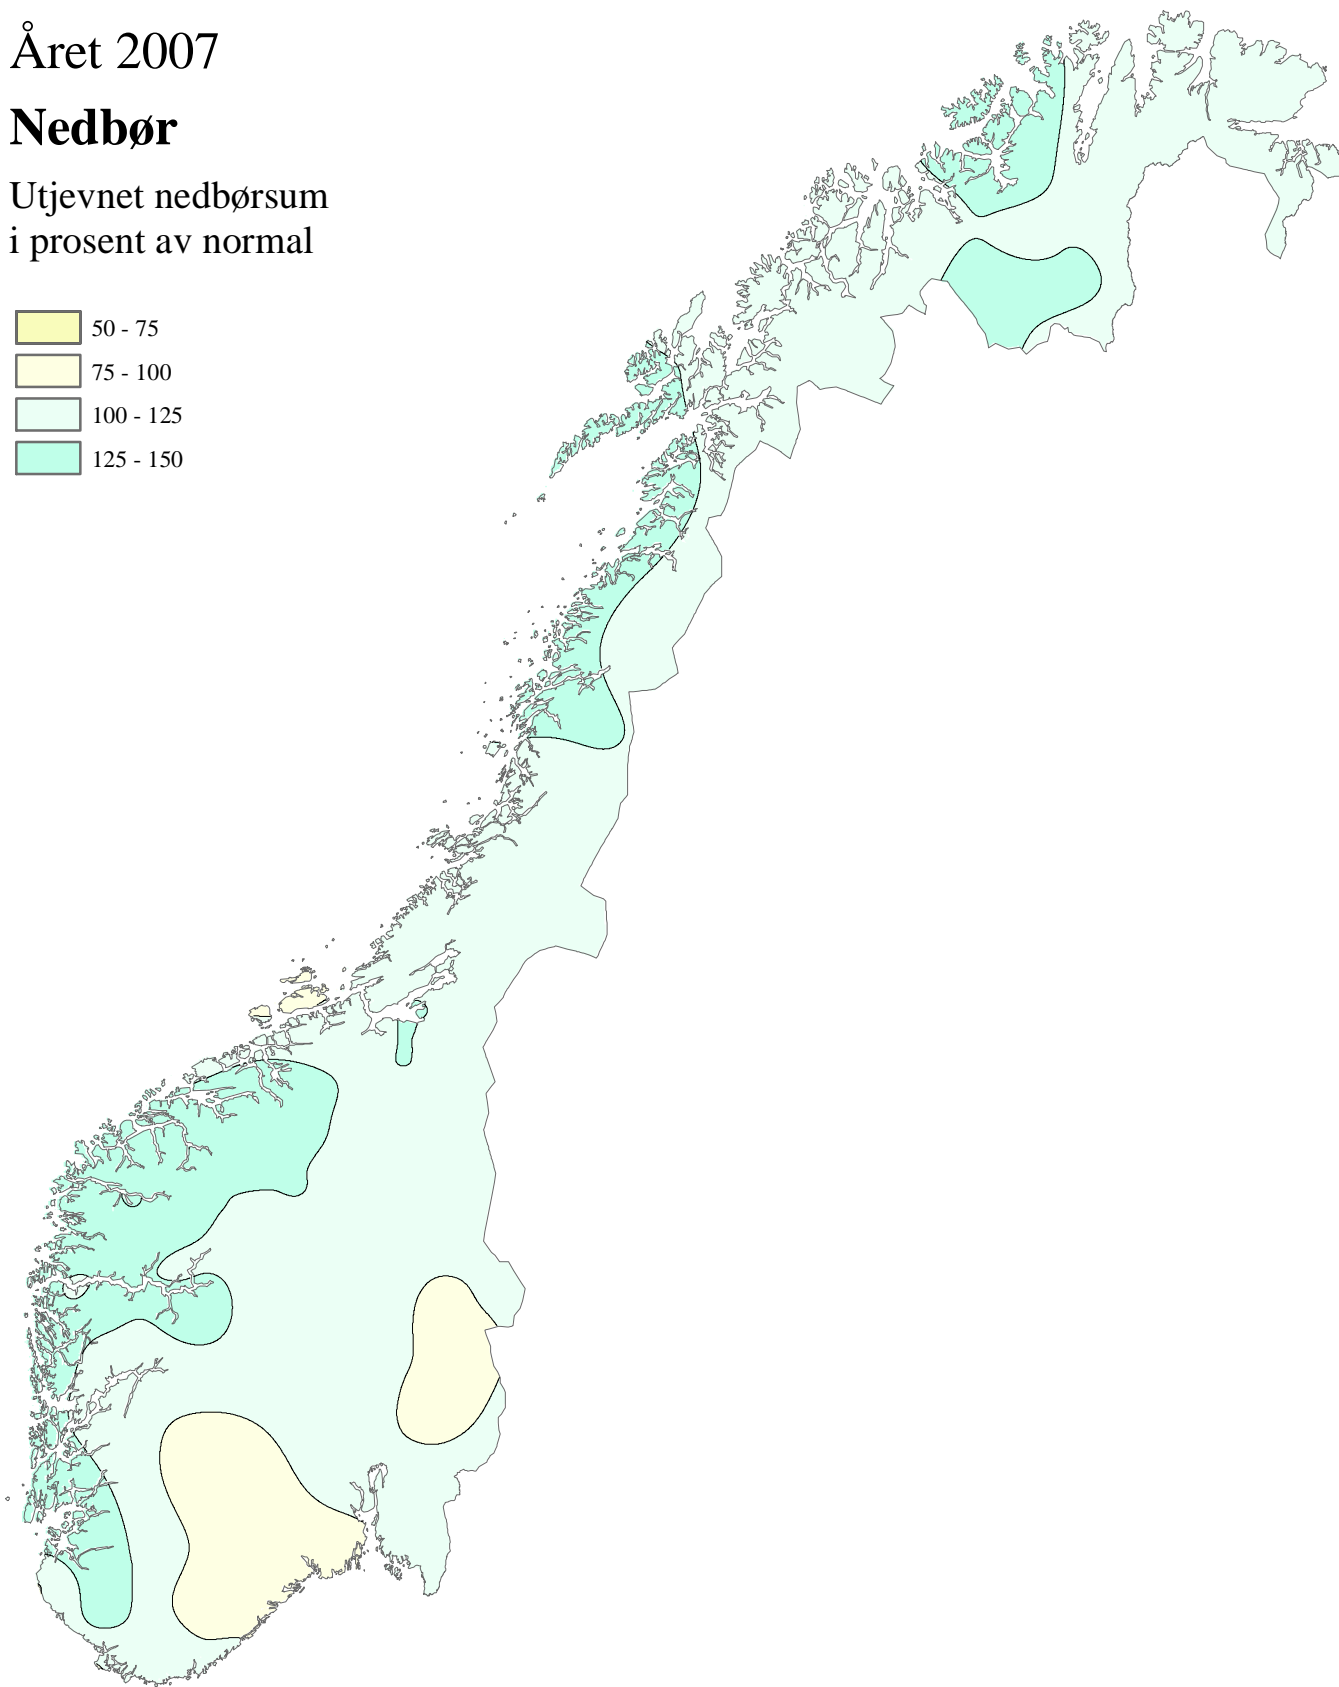 Året 2007
Nedbør
Utjevnet nedbørsum
i prosent av normal
50 - 75
75 - 100
100 - 125
125 - 150